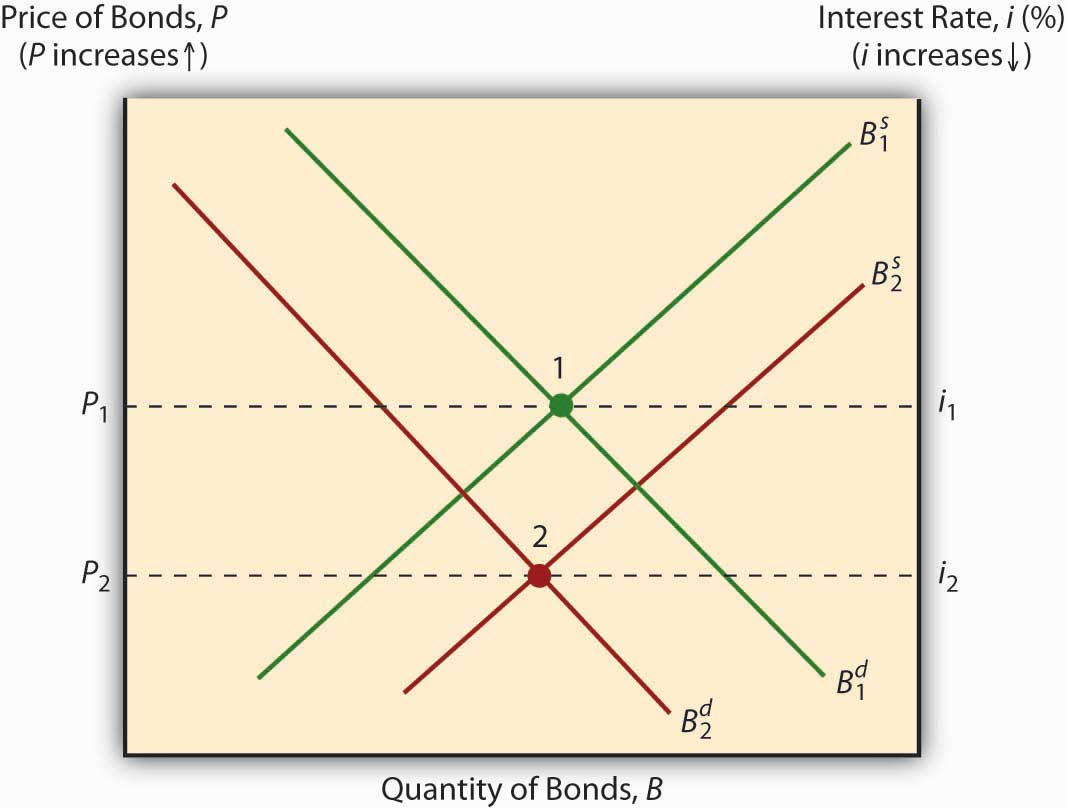 Price of Bonds, P
(P increases↑)
Interest Rate, i (%)
(i increases↓)
B₁ˢ
B₂ˢ
1
P₁
i₁
2
P₂
i₂
B₁ᵈ
B₂ᵈ
Quantity of Bonds, B